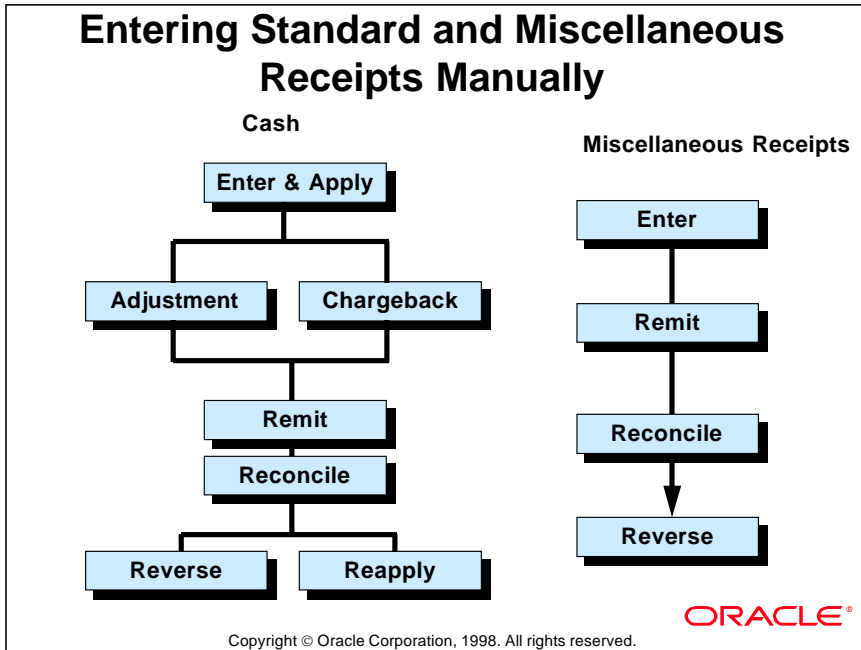 Entering Standard and Miscellaneous
Receipts Manually
Cash
Enter & Apply
Adjustment
Chargeback
Remit
Reconcile
Reverse
Reapply
Miscellaneous Receipts
Enter
Remit
Reconcile
Reverse
ORACLE®
Copyright © Oracle Corporation, 1998. All rights reserved.